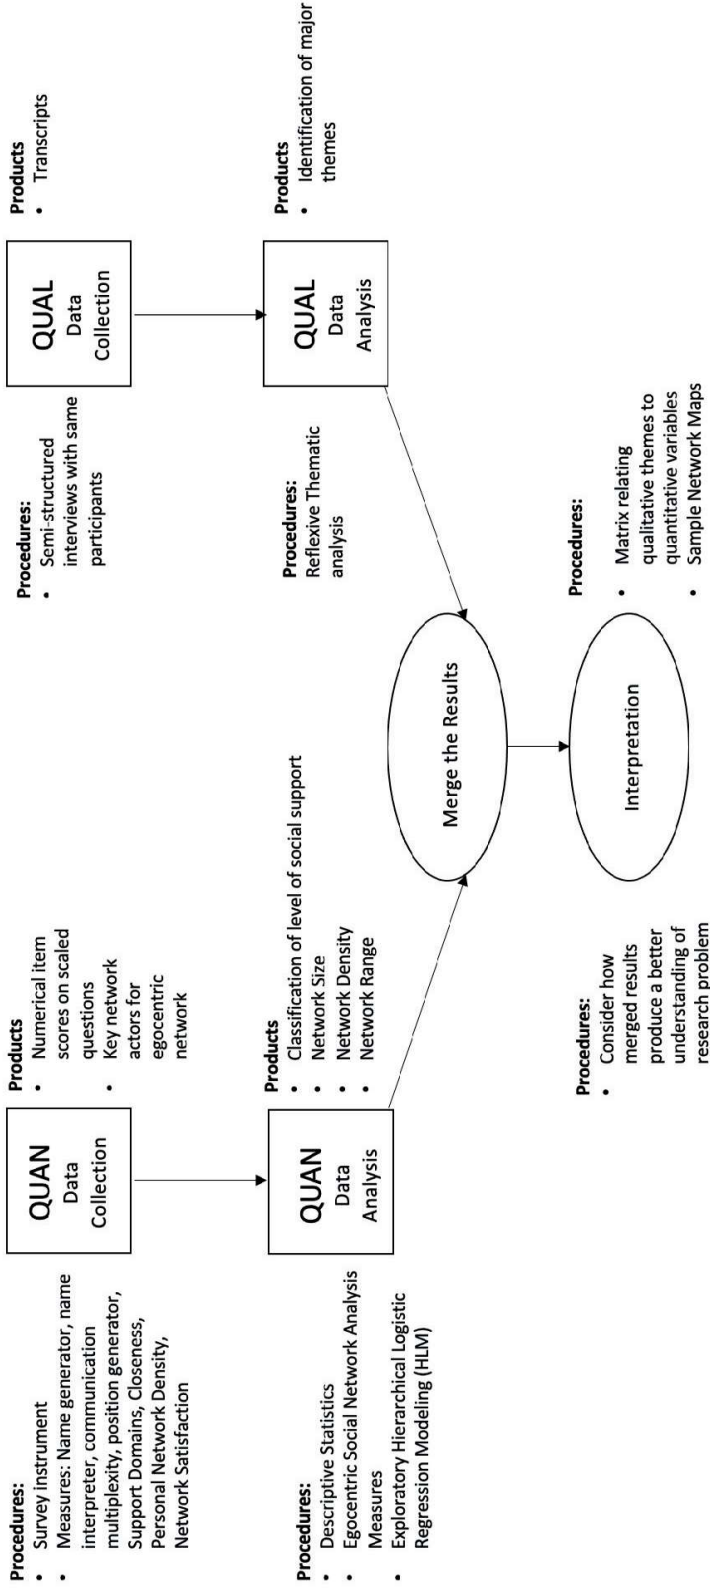 Procedures:
• Survey instrument
• Measures: Name generator, name
interpreter, communication
multiplexity, position generator,
Support Domains, Closeness,
Personal Network Density,
Network Satisfaction
QUAN
Data
Collection
Products
• Numerical item
scores on scaled
questions
• Key network
actors for
egocentric
network
Procedures:
• Semi-structured
interviews with same
participants
QUAL
Data
Collection
Products
• Transcripts
Procedures:
• Descriptive Statistics
• Egocentric Social Network Analysis
Measures
• Exploratory Hierarchical Logistic
Regression Modeling (HLM)
QUAN
Data
Analysis
Products
• Classification of level of social support
• Network Size
• Network Density
• Network Range
Procedures:
Reflexive Thematic
analysis
QUAL
Data
Analysis
Products
• Identification of major
themes
Merge the Results
Procedures:
• Consider how
merged results
produce a better
understanding of
research problem
Interpretation
Procedures:
• Matrix relating
qualitative themes to
quantitative variables
• Sample Network Maps